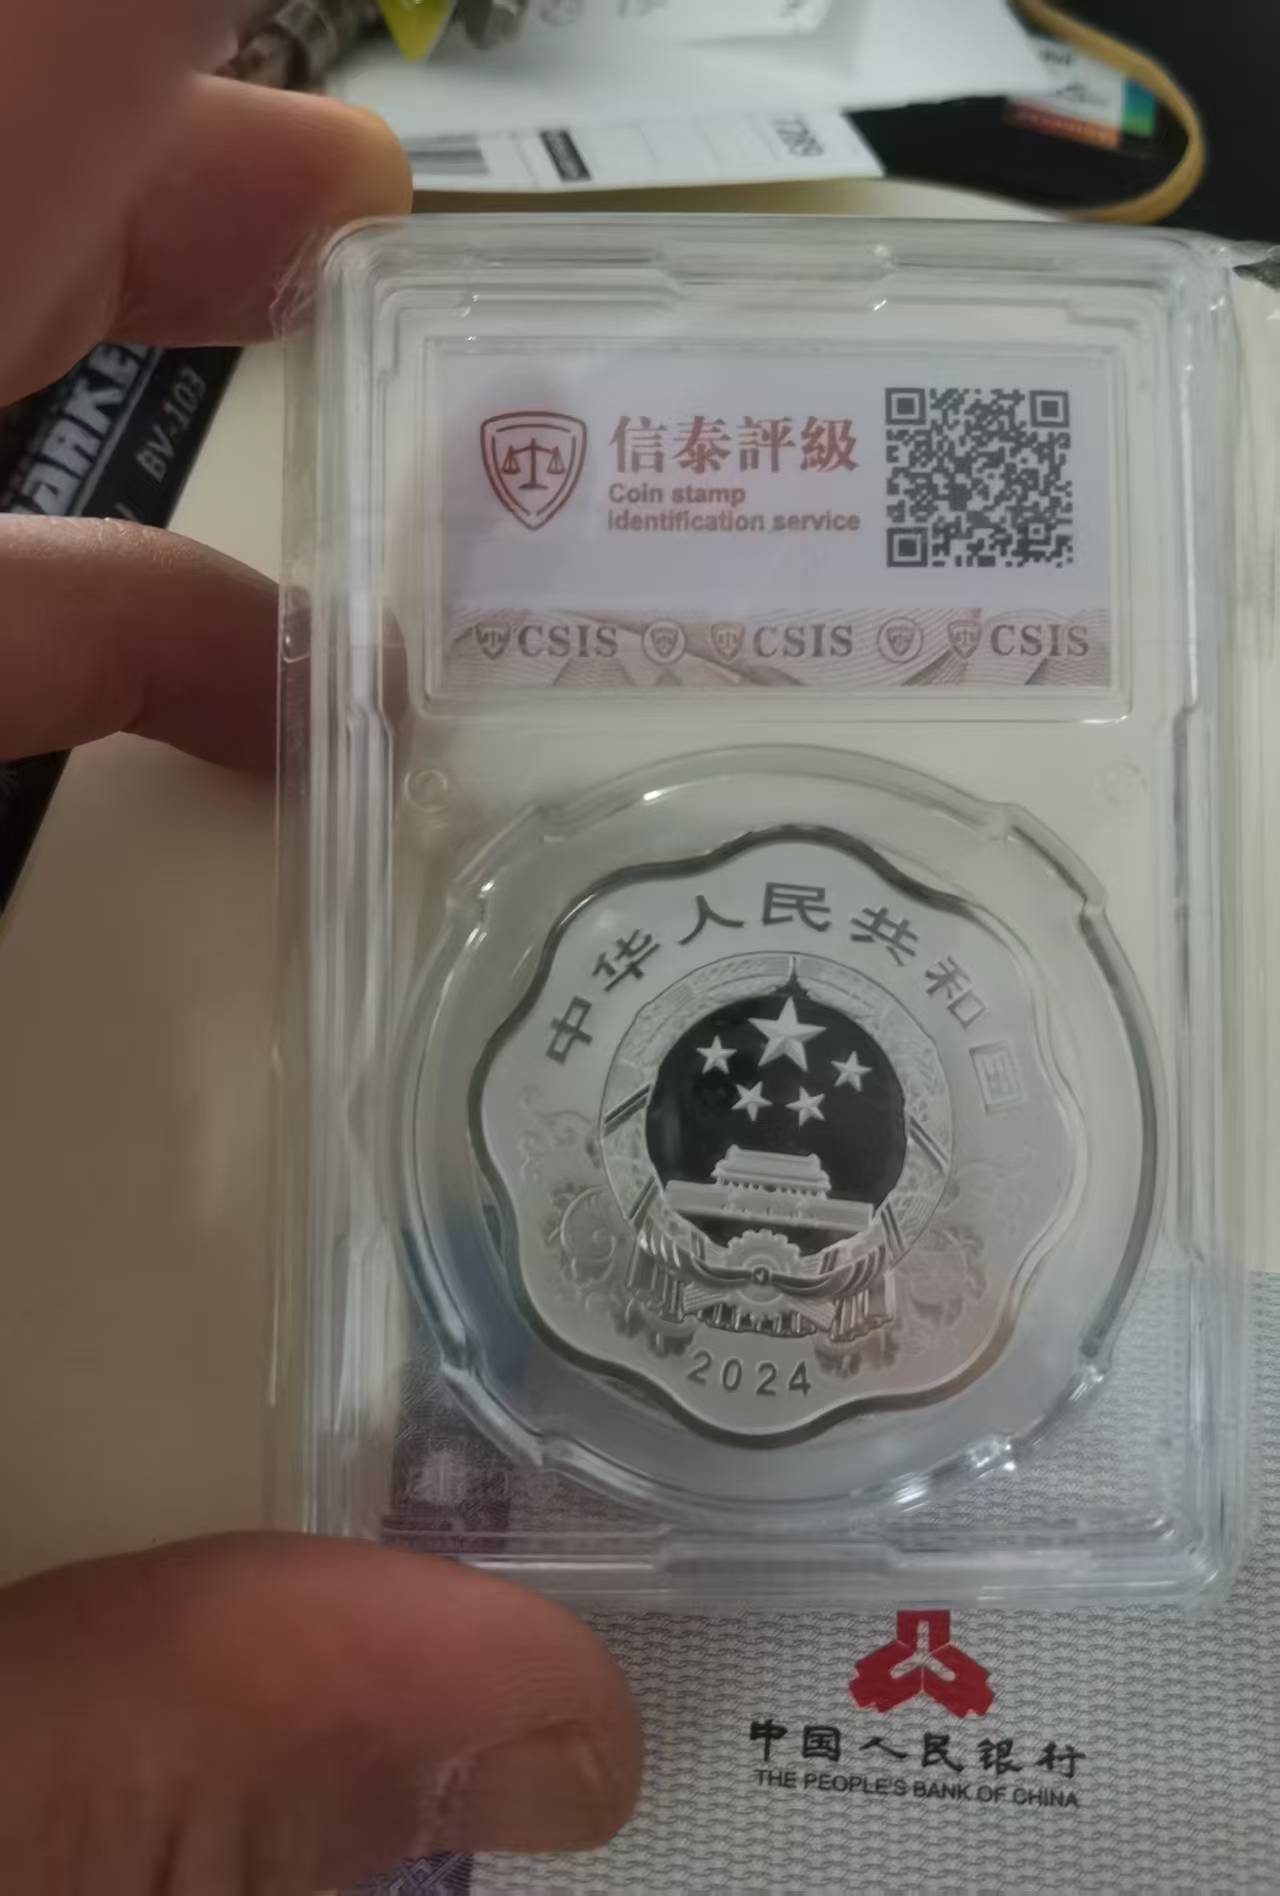 7289
BV-103
信泰評級
Coin stamp
identification service
CSIS CSIS CSIS
中华人民共和国
2024
中国人民银行
THE PEOPLE'S BANK OF CHINA